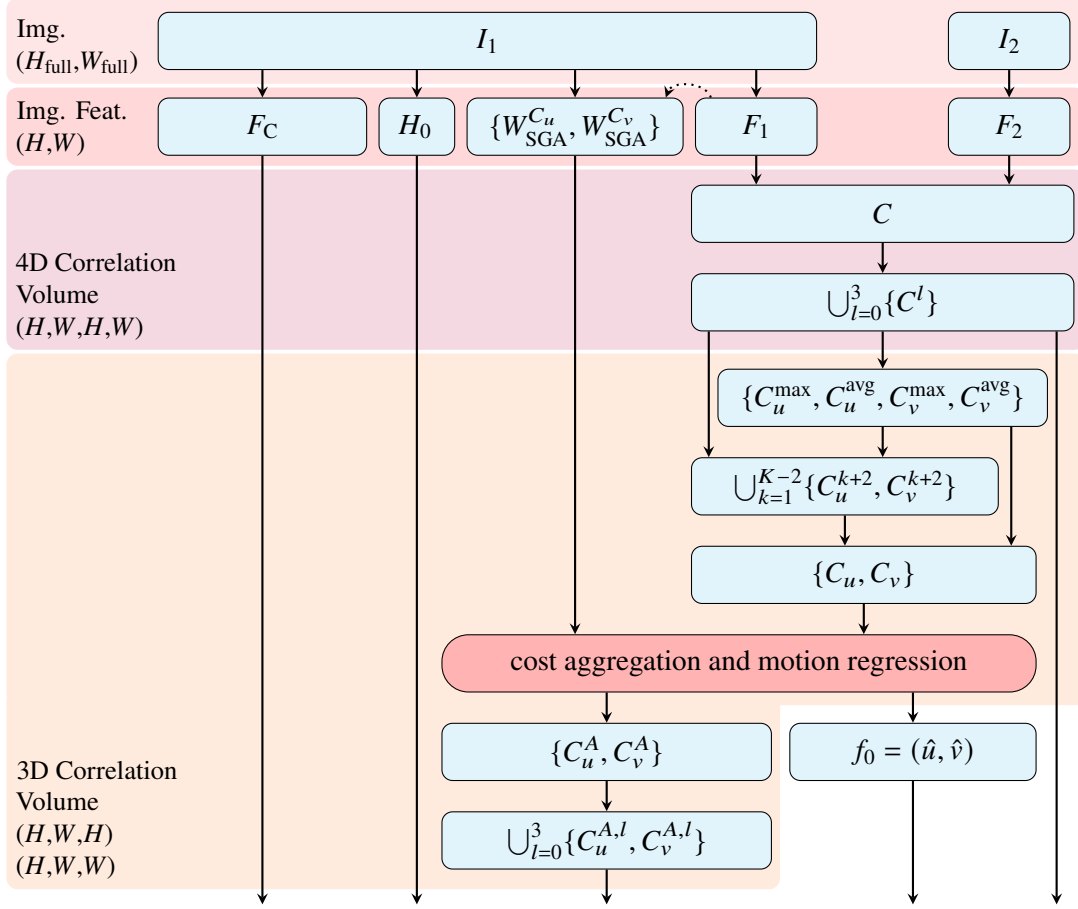 Img.
(H_full,W_full)
I_1
I_2
Img. Feat.
(H,W)
F_C
H_0
{W_SGA^{C_u}, W_SGA^{C_v}}
F_1
F_2
4D Correlation
Volume
(H,W,H,W)
C
⋃_{l=0}^{3}{C^l}
{C_u^max, C_u^avg, C_v^max, C_v^avg}
⋃_{k=1}^{K−2}{C_u^{k+2}, C_v^{k+2}}
{C_u, C_v}
cost aggregation and motion regression
{C_u^A, C_v^A}
f_0 = (û, v̂)
3D Correlation
Volume
(H,W,H)
(H,W,W)
⋃_{l=0}^{3}{C_u^{A,l}, C_v^{A,l}}